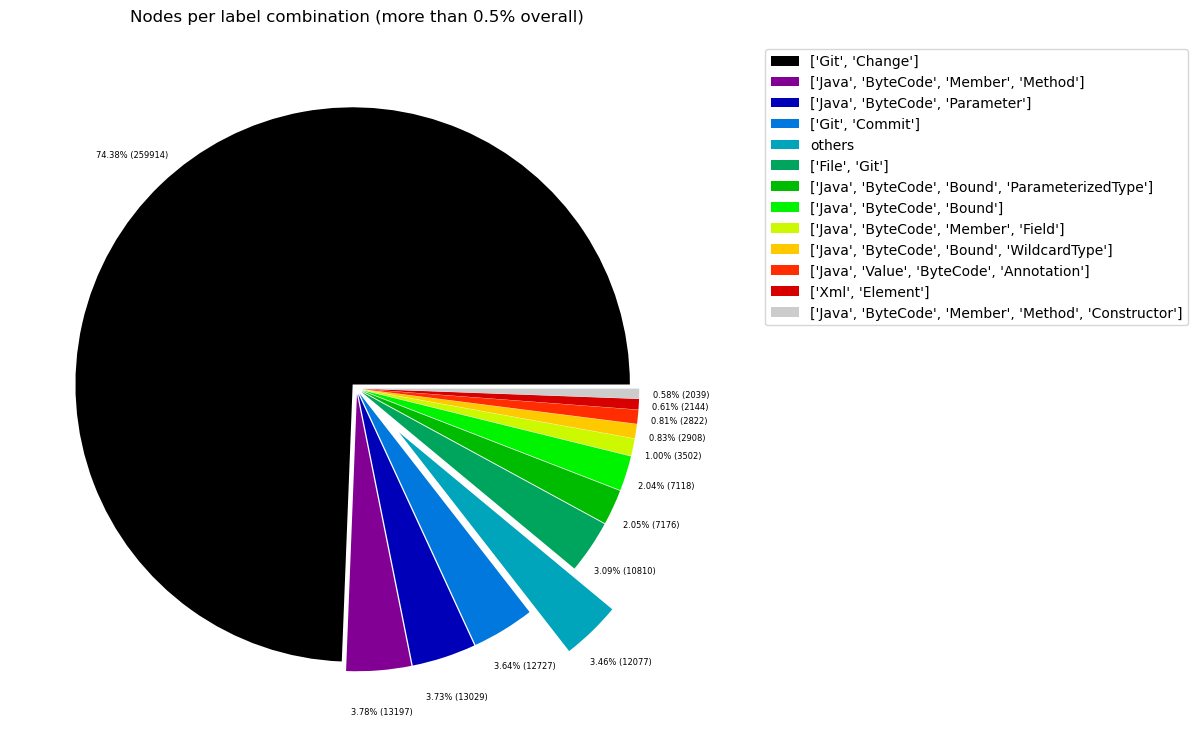 Nodes per label combination (more than 0.5% overall)
['Git', 'Change']
['Java', 'ByteCode', 'Member', 'Method']
['Java', 'ByteCode', 'Parameter']
['Git', 'Commit']
others
['File', 'Git']
['Java', 'ByteCode', 'Bound', 'ParameterizedType']
['Java', 'ByteCode', 'Bound']
['Java', 'ByteCode', 'Member', 'Field']
['Java', 'ByteCode', 'Bound', 'WildcardType']
['Java', 'Value', 'ByteCode', 'Annotation']
['Xml', 'Element']
['Java', 'ByteCode', 'Member', 'Method', 'Constructor']
74.38% (259914)
0.58% (2039)
0.61% (2144)
0.81% (2822)
0.83% (2908)
1.00% (3502)
2.04% (7118)
2.05% (7176)
3.09% (10810)
3.46% (12077)
3.64% (12727)
3.73% (13029)
3.78% (13197)